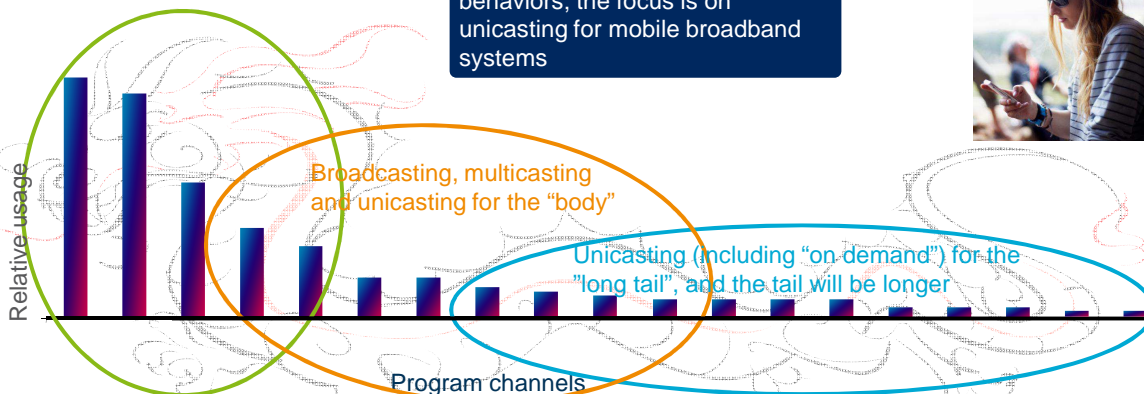 behaviors, the focus is on
unicasting for mobile broadband
systems
Relative usage
Broadcasting, multicasting
and unicasting for the “body”
Unicasting (including “on demand”) for the
”long tail”, and the tail will be longer
Program channels